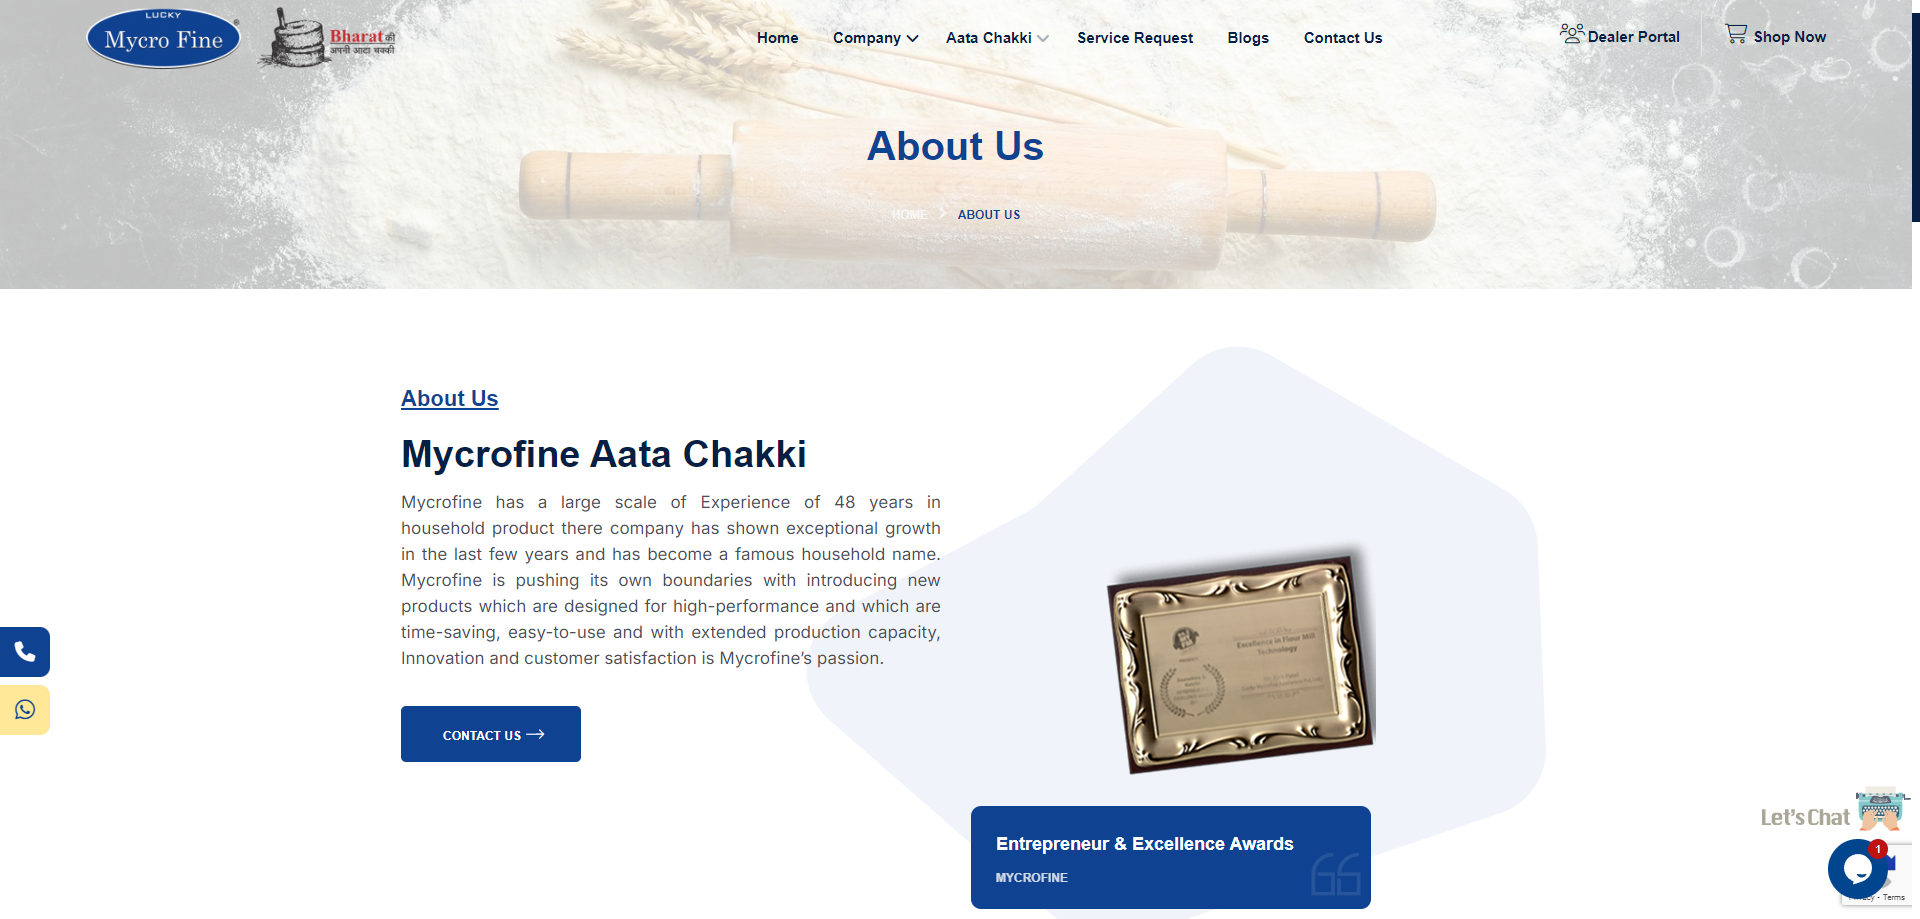 LUCKY
Mycro Fine
®
Bharat की
अपनी आटा चक्की
Home
Company
Aata Chakki
Service Request
Blogs
Contact Us
Dealer Portal
Shop Now
About Us
HOME
ABOUT US
About Us
Mycrofine Aata Chakki
Mycrofine has a large scale of Experience of 48 years in
household product there company has shown exceptional growth
in the last few years and has become a famous household name.
Mycrofine is pushing its own boundaries with introducing new
products which are designed for high-performance and which are
time-saving, easy-to-use and with extended production capacity,
Innovation and customer satisfaction is Mycrofine’s passion.
CONTACT US
Excellence in Flour Mill
Technology
Entrepreneur & Excellence Awards
MYCROFINE
Let's Chat
1
- Terms